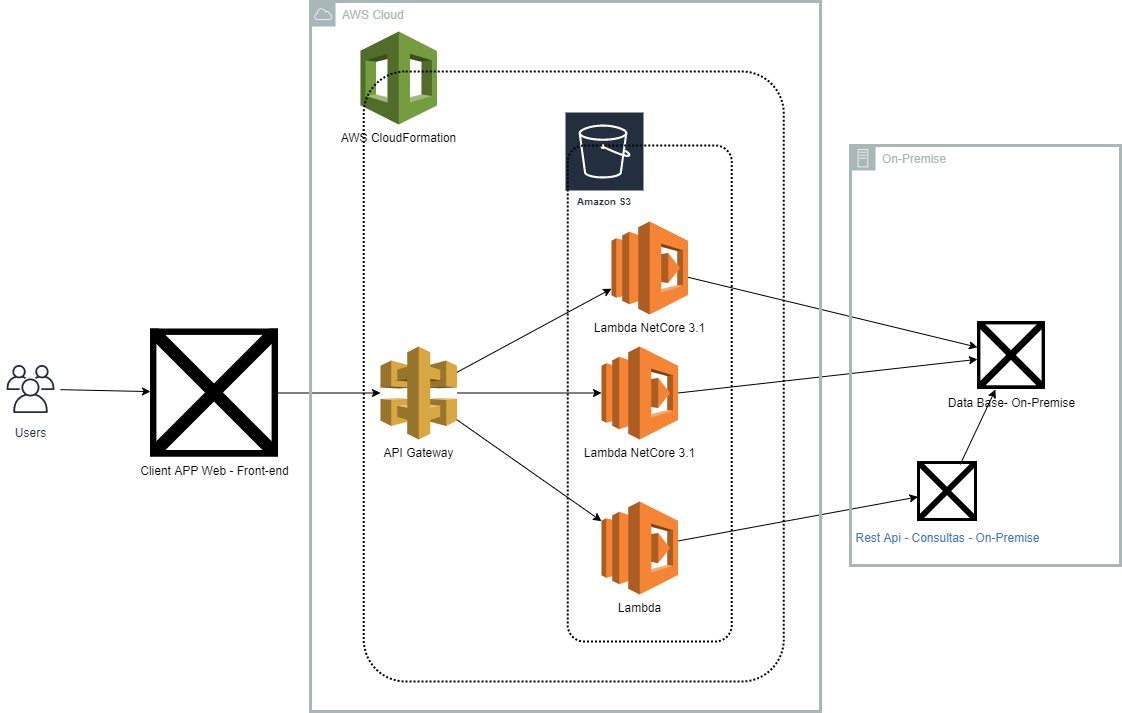 AWS Cloud
AWS CloudFormation
Amazon S3
On-Premise
Lambda NetCore 3.1
Data Base- On-Premise
Users
Client APP Web - Front-end
API Gateway
Lambda NetCore 3.1
Rest Api - Consultas - On-Premise
Lambda